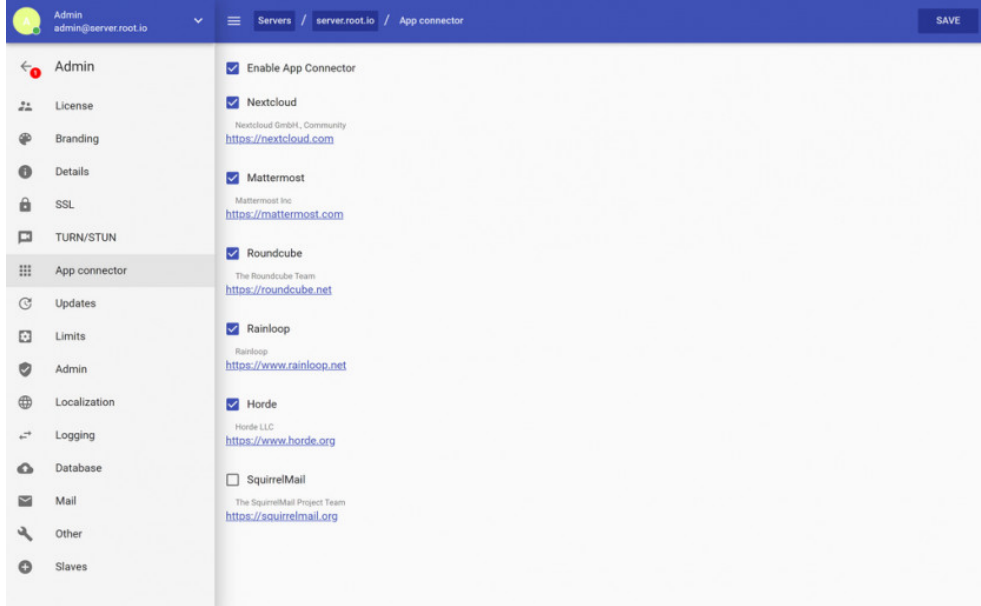 Admin
admin@server.root.io
Servers / server.root.io / App connector
SAVE
Admin
License
Branding
Details
SSL
TURN/STUN
App connector
Updates
Limits
Admin
Localization
Logging
Database
Mail
Other
Slaves
Enable App Connector
Nextcloud
Nextcloud GmbH., Community
https://nextcloud.com
Mattermost
Mattermost Inc
https://mattermost.com
Roundcube
The Roundcube Team
https://roundcube.net
Rainloop
Rainloop
https://www.rainloop.net
Horde
Horde LLC
https://www.horde.org
SquirrelMail
The SquirrelMail Project Team
https://squirrelmail.org